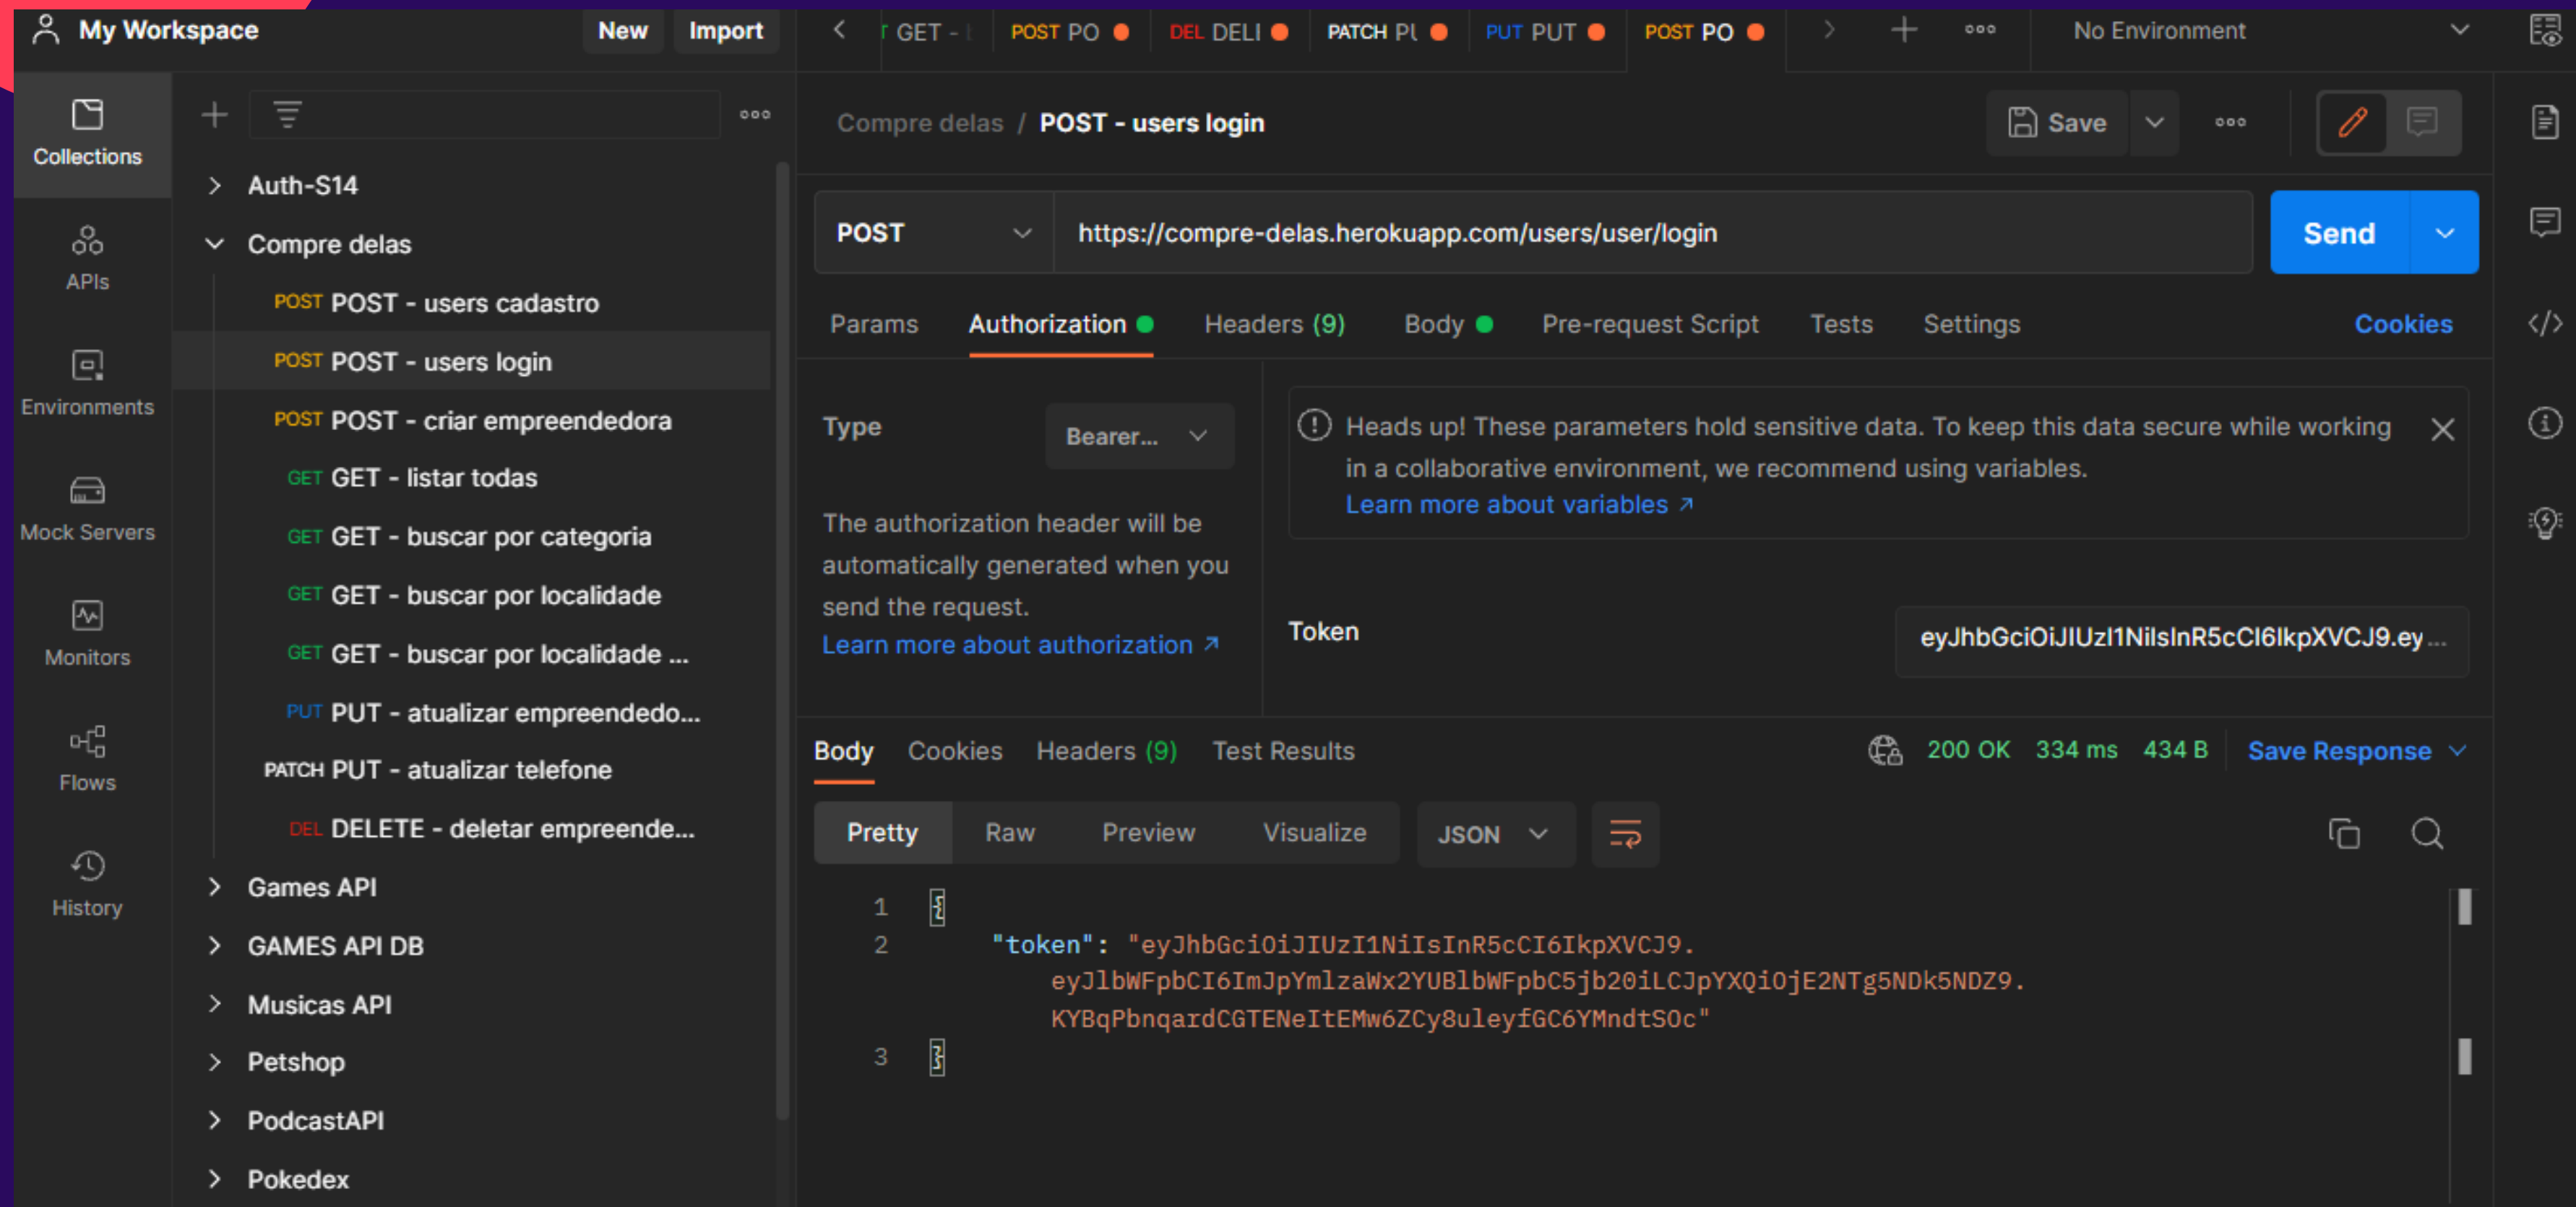 My Workspace
New
Import
GET -
POST PO
DEL DELI
PATCH PU
PUT PUT
POST PO
No Environment
Collections
APIs
Environments
Mock Servers
Monitors
Flows
History
Auth-S14
Compre delas
POST POST - users cadastro
POST POST - users login
POST POST - criar empreendedora
GET GET - listar todas
GET GET - buscar por categoria
GET GET - buscar por localidade
GET GET - buscar por localidade ...
PUT PUT - atualizar empreendedo...
PATCH PUT - atualizar telefone
DEL DELETE - deletar empreende...
Games API
GAMES API DB
Musicas API
Petshop
PodcastAPI
Pokedex
Compre delas / POST - users login
Save
POST
https://compre-delas.herokuapp.com/users/user/login
Send
Params
Authorization
Headers (9)
Body
Pre-request Script
Tests
Settings
Cookies
Type
Bearer...
The authorization header will be
automatically generated when you
send the request.
Learn more about authorization ↗
Heads up! These parameters hold sensitive data. To keep this data secure while working
in a collaborative environment, we recommend using variables.
Learn more about variables ↗
Token
eyJhbGciOiJIUzI1NiIsInR5cCI6IkpXVCJ9.ey...
Body
Cookies
Headers (9)
Test Results
200 OK
334 ms
434 B
Save Response
Pretty
Raw
Preview
Visualize
JSON
1 {
2 "token": "eyJhbGciOiJIUzI1NiIsInR5cCI6IkpXVCJ9.
eyJlbWFpbCI6ImJpYmlzaWx2YUBlbWFpbC5jb20iLCJpYXQiOjE2NTg5NDk5NDZ9.
KYBqPbnqardCGTENeItEMw6ZCy8uleyfGC6YMndtSOc"
3 }